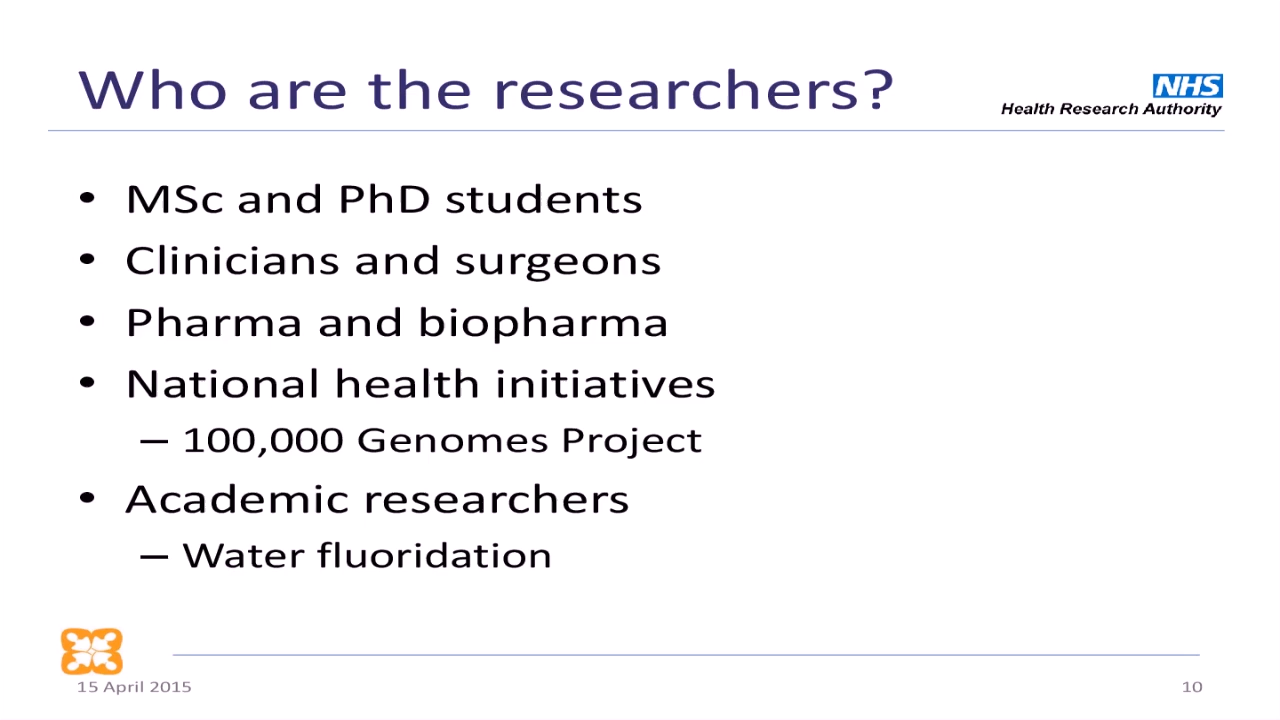 Who are the researchers?
NHS
Health Research Authority
• MSc and PhD students
• Clinicians and surgeons
• Pharma and biopharma
• National health initiatives
– 100,000 Genomes Project
• Academic researchers
– Water fluoridation
15 April 2015
10